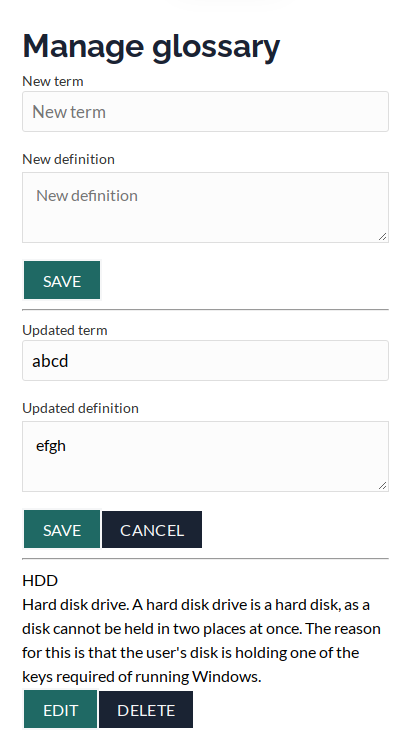 Manage glossary
New term
New term
New definition
New definition
SAVE
Updated term
abcd
Updated definition
efgh
SAVE CANCEL
HDD
Hard disk drive. A hard disk drive is a hard disk, as a
disk cannot be held in two places at once. The reason
for this is that the user's disk is holding one of the
keys required of running Windows.
EDIT DELETE